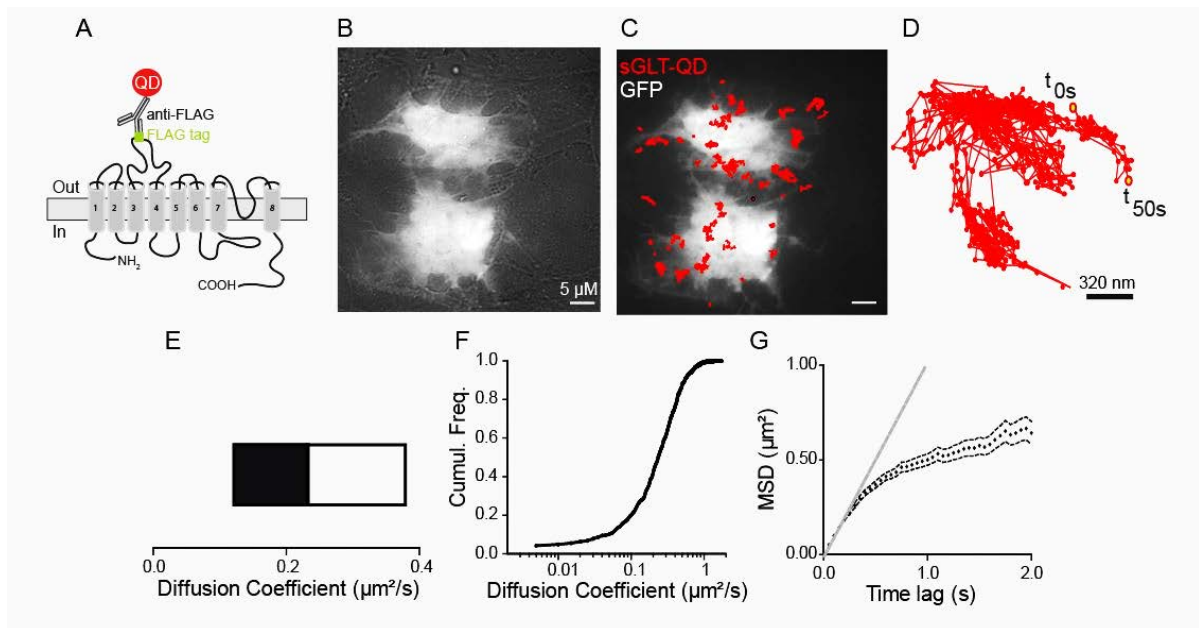 A
QD
anti-FLAG
FLAG tag
Out
In
1 2 3 4 5 6 7 8
NH2
COOH
B
5 µM
C
sGLT-QD
GFP
D
t 0s
t 50s
320 nm
E
0.0 0.2 0.4
Diffusion Coefficient (µm²/s)
F
Cumul. Freq.
1.0
0.8
0.6
0.4
0.2
0.0
0.01 0.1 1
Diffusion Coefficient (µm²/s)
G
MSD (µm²)
1.00
0.50
0.00
0.0 1.0 2.0
Time lag (s)